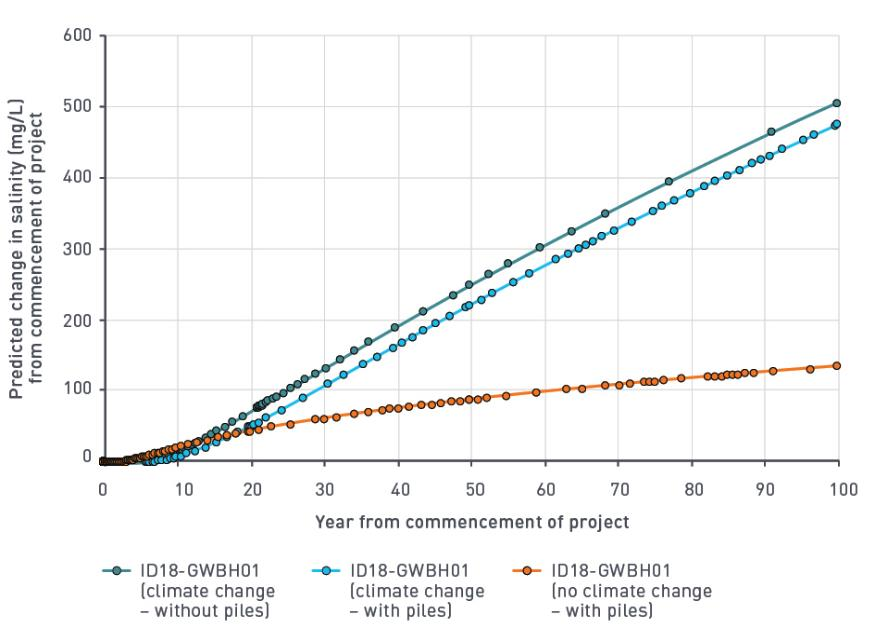 600
500
400
300
200
100
0
Predicted change in salinity (mg/L)
from commencement of project
0 10 20 30 40 50 60 70 80 90 100
Year from commencement of project
ID18-GWBH01
(climate change
– without piles)
ID18-GWBH01
(climate change
– with piles)
ID18-GWBH01
(no climate change
– with piles)